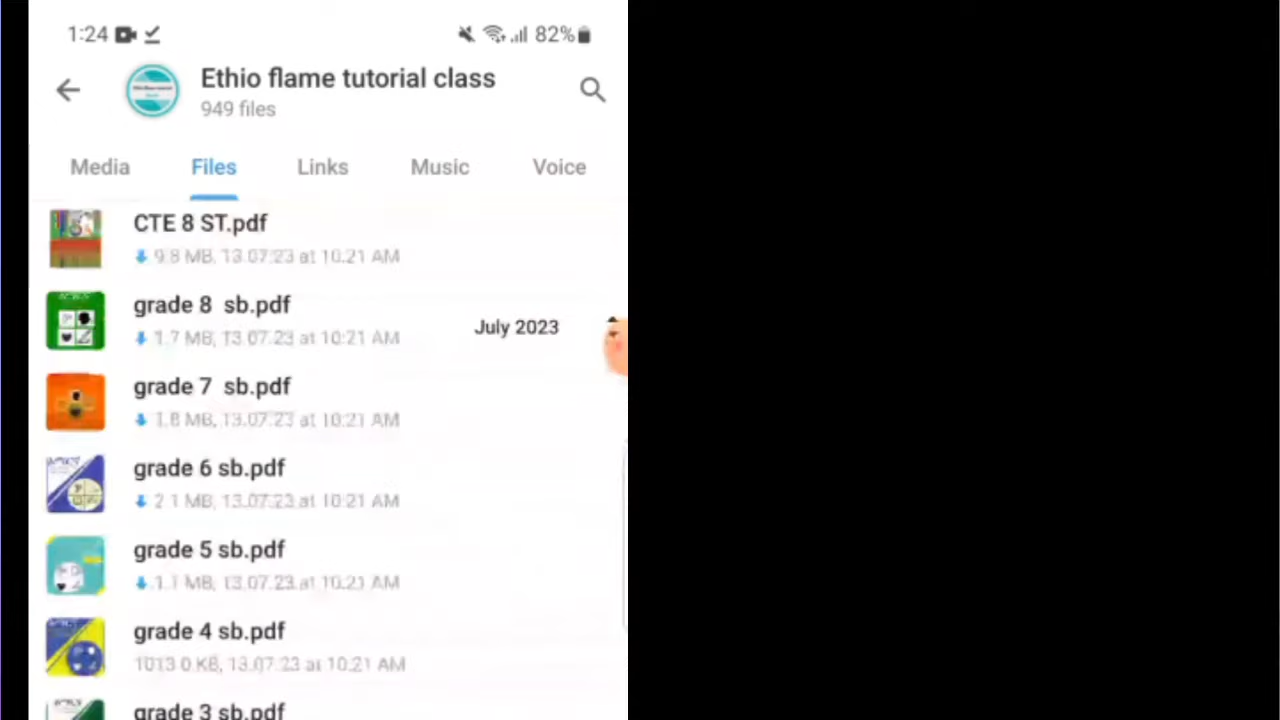 1:24
82%
Ethio flame tutorial class
949 files
Media Files Links Music Voice
CTE 8 ST.pdf
9.8 MB, 13.07.23 at 10:21 AM
grade 8 sb.pdf
1.7 MB, 13.07.23 at 10:21 AM
July 2023
grade 7 sb.pdf
1.8 MB, 13.07.23 at 10:21 AM
grade 6 sb.pdf
2.1 MB, 13.07.23 at 10:21 AM
grade 5 sb.pdf
1.1 MB, 13.07.23 at 10:21 AM
grade 4 sb.pdf
1013.0 KB, 13.07.23 at 10:21 AM
grade 3 sb.pdf